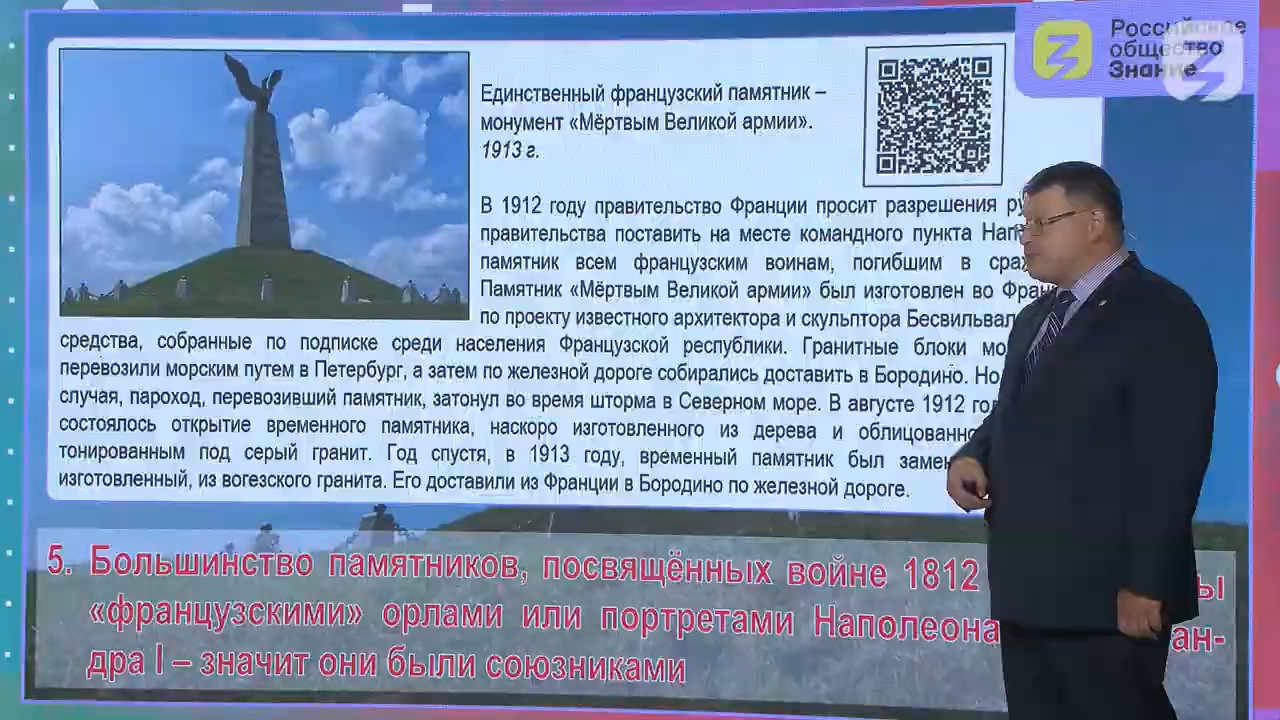 Российское
общество
Знание
Единственный французский памятник –
монумент «Мёртвым Великой армии».
1913 г.
В 1912 году правительство Франции просит разрешения
правительства поставить на месте командного пункта
памятник всем французским воинам, погибшим в
Памятник «Мёртвым Великой армии» был изготовлен во
по проекту известного архитектора и скульптора
средства, собранные по подписке среди населения Французской республики. Гранитные блоки
перевозили морским путем в Петербург, а затем по железной дороге собирались доставить в Бородино.
случая, пароход, перевозивший памятник, затонул во время шторма в Северном море. В августе 1912
состоялось открытие временного памятника, наскоро изготовленного из дерева и
тонированным под серый гранит. Год спустя, в 1913 году, временный памятник был
изготовленный, из вогезского гранита. Его доставили из Франции в Бородино по железной дороге.
5. Большинство памятников, посвящённых войне 1812
«французскими» орлами или портретами Наполеона
дра I – значит они были союзниками